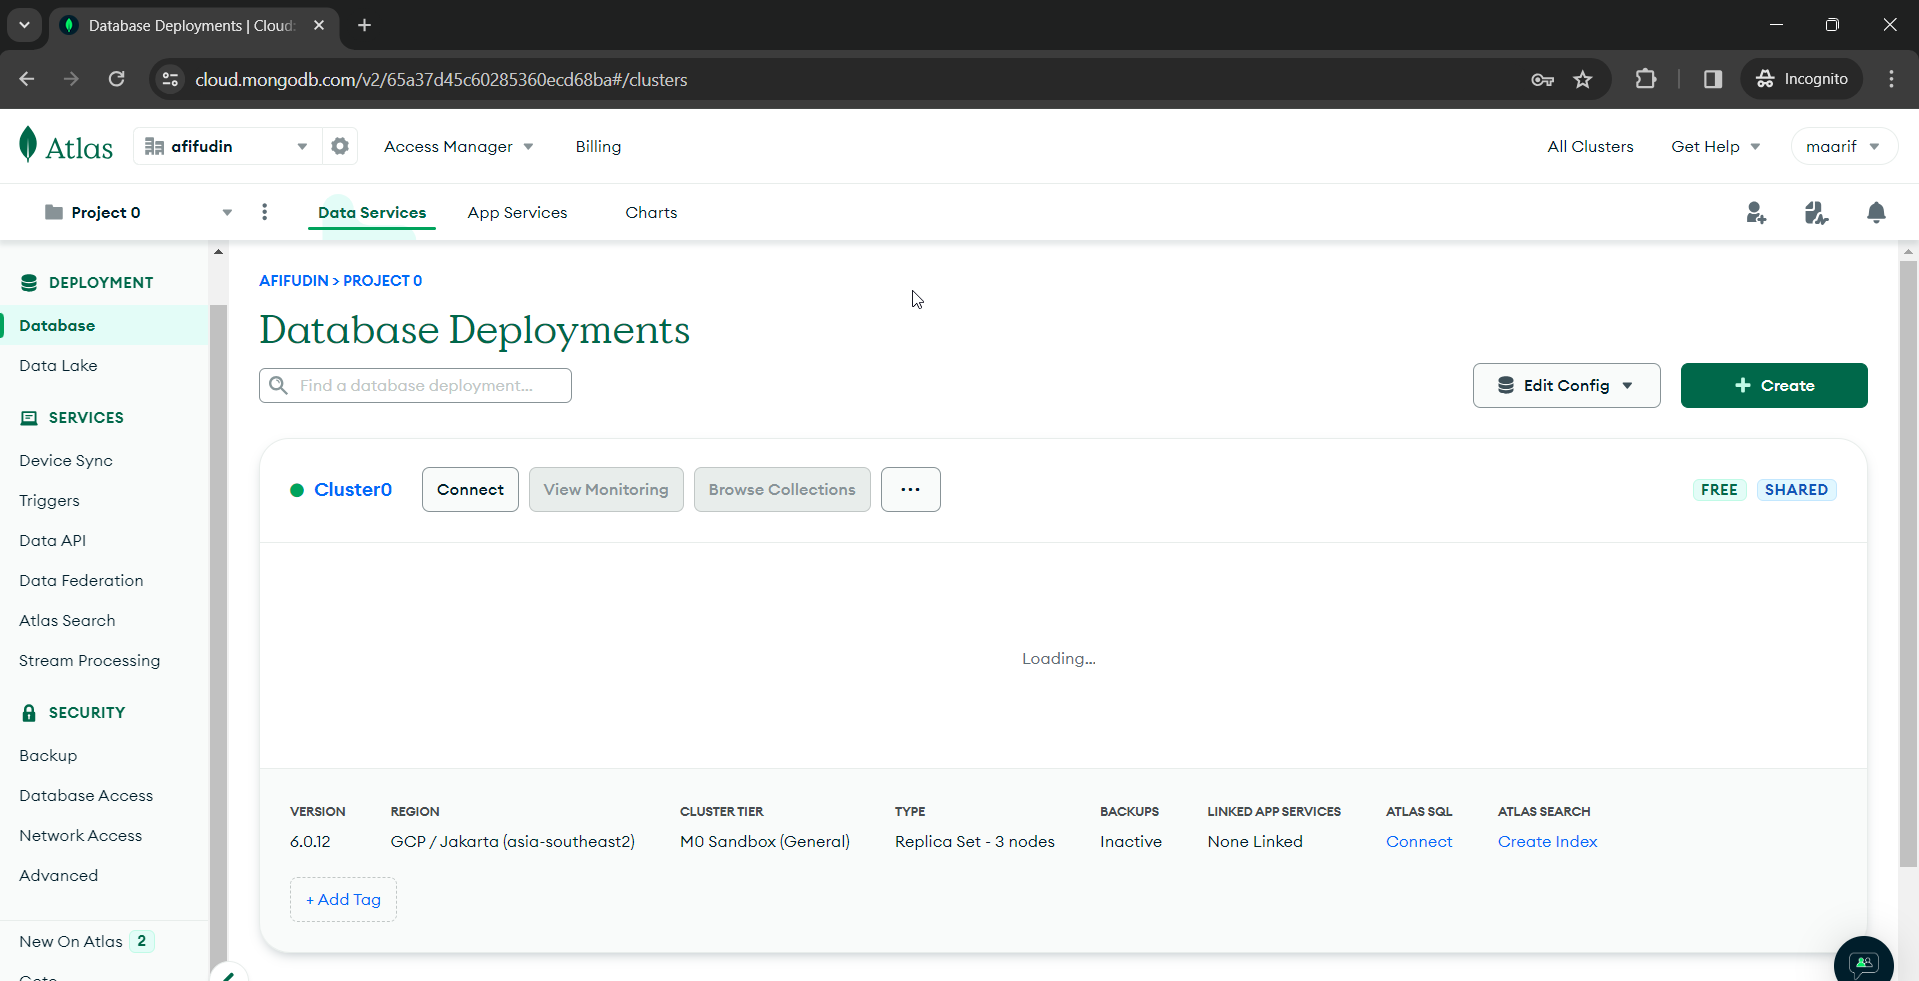 Database Deployments | Cloud:
cloud.mongodb.com/v2/65a37d45c60285360ecd68ba#/clusters
Incognito
Atlas
afifudin
Access Manager
Billing
All Clusters
Get Help
maarif
Project 0
Data Services
App Services
Charts
DEPLOYMENT
Database
Data Lake
SERVICES
Device Sync
Triggers
Data API
Data Federation
Atlas Search
Stream Processing
SECURITY
Backup
Database Access
Network Access
Advanced
New On Atlas 2
AFIFUDIN > PROJECT 0
Database Deployments
Find a database deployment...
Edit Config
+ Create
Cluster0
Connect
View Monitoring
Browse Collections
...
FREE
SHARED
Loading...
VERSION REGION CLUSTER TIER TYPE BACKUPS LINKED APP SERVICES ATLAS SQL ATLAS SEARCH
6.0.12 GCP / Jakarta (asia-southeast2) M0 Sandbox (General) Replica Set - 3 nodes Inactive None Linked Connect Create Index
+ Add Tag